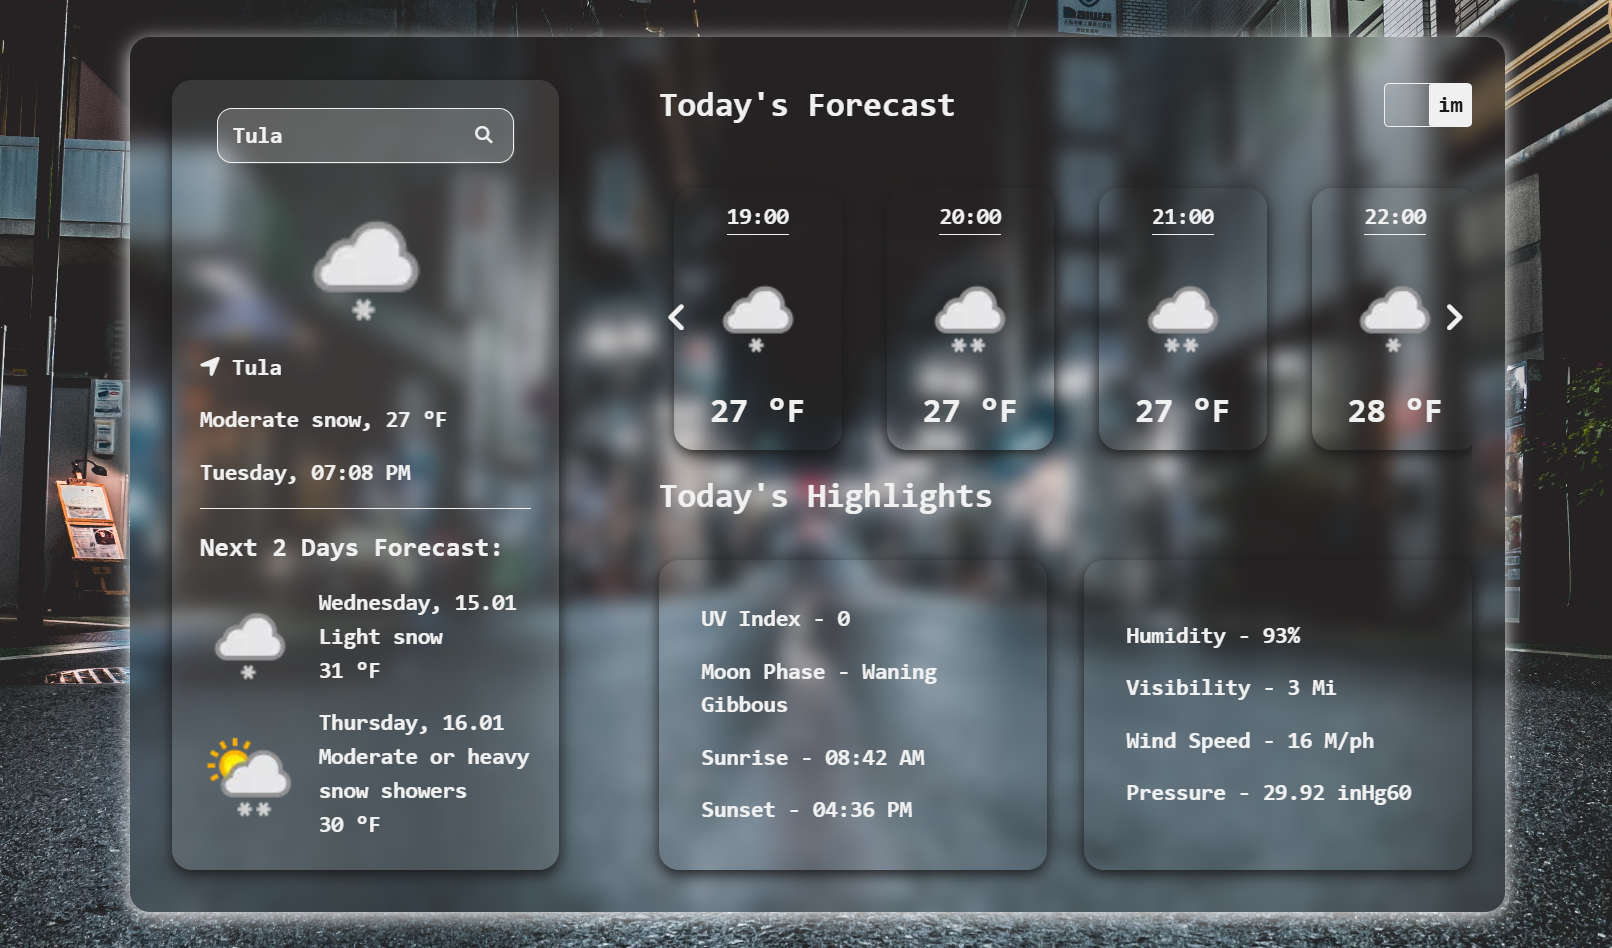 Daiwa
Tula
Tula
Moderate snow, 27 °F
Tuesday, 07:08 PM
Next 2 Days Forecast:
Wednesday, 15.01
Light snow
31 °F
Thursday, 16.01
Moderate or heavy
snow showers
30 °F
Today's Forecast
im
19:00
20:00
21:00
22:00
27 °F
27 °F
27 °F
28 °F
Today's Highlights
UV Index - 0
Moon Phase - Waning
Gibbous
Sunrise - 08:42 AM
Sunset - 04:36 PM
Humidity - 93%
Visibility - 3 Mi
Wind Speed - 16 M/ph
Pressure - 29.92 inHg60